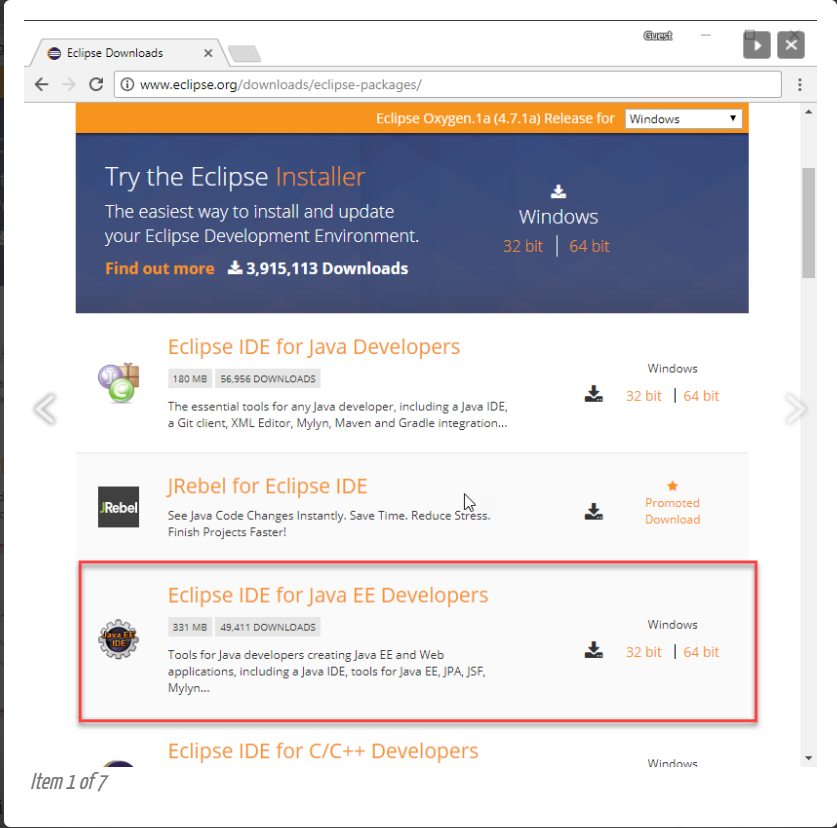 Eclipse Downloads
Guest
www.eclipse.org/downloads/eclipse-packages/
Eclipse Oxygen.1a (4.7.1a) Release for Windows
Try the Eclipse Installer
The easiest way to install and update
your Eclipse Development Environment.
Find out more 3,915,113 Downloads
Windows
32 bit | 64 bit
Eclipse IDE for Java Developers
180 MB 56,956 DOWNLOADS
The essential tools for any Java developer, including a Java IDE,
a Git client, XML Editor, Mylyn, Maven and Gradle integration...
Windows
32 bit | 64 bit
JRebel
JRebel for Eclipse IDE
See Java Code Changes Instantly. Save Time. Reduce Stress.
Finish Projects Faster!
Promoted
Download
Java EE
IDE
Eclipse IDE for Java EE Developers
331 MB 49,411 DOWNLOADS
Tools for Java developers creating Java EE and Web
applications, including a Java IDE, tools for Java EE, JPA, JSF,
Mylyn...
Windows
32 bit | 64 bit
Eclipse IDE for C/C++ Developers
Windows
Item 1 of 7